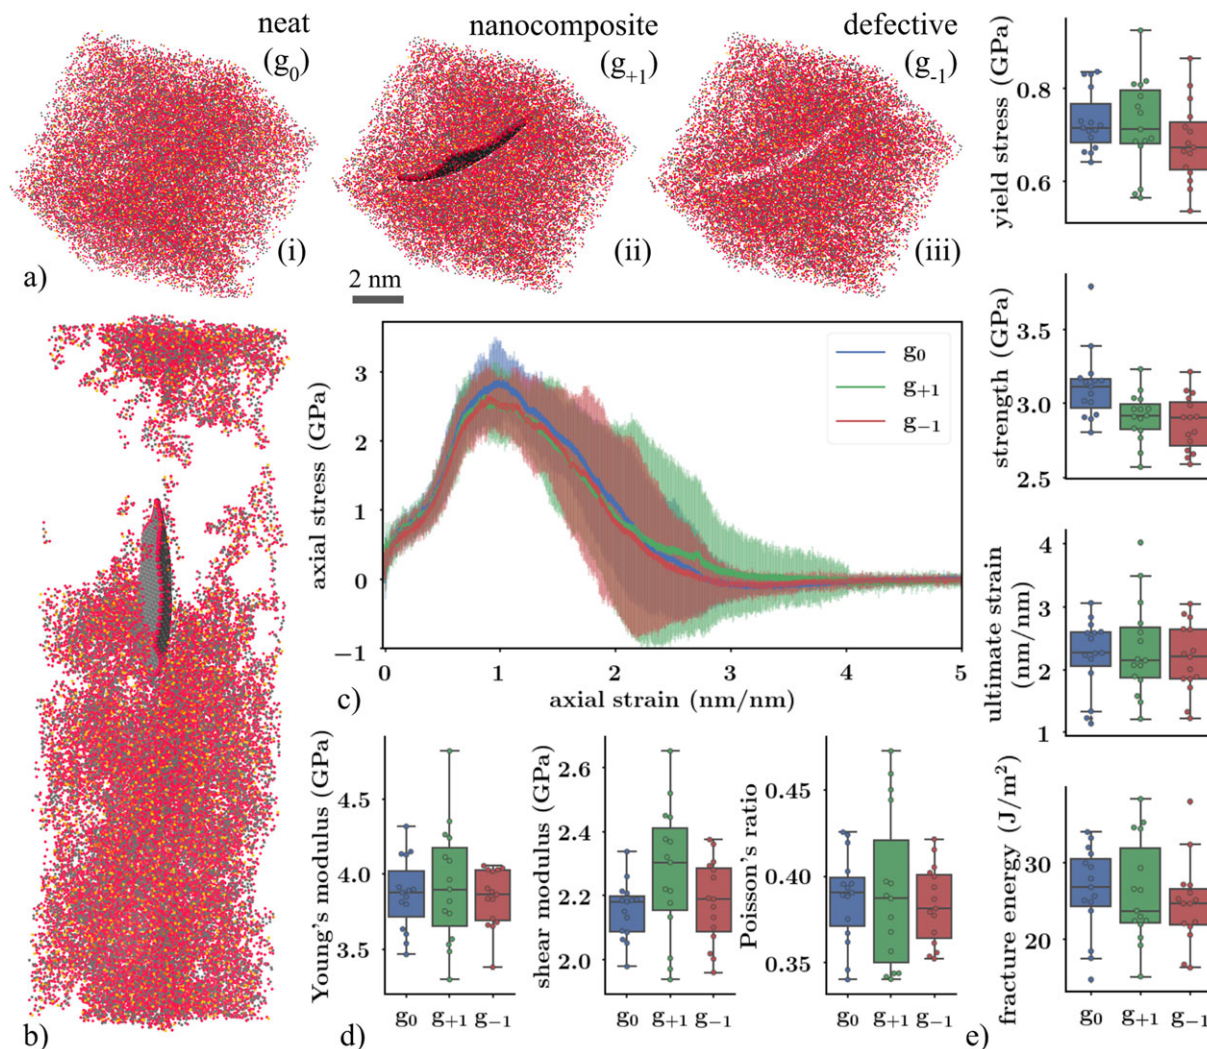 neat
(g0)
nanocomposite
(g+1)
defective
(g-1)
(i)
(ii)
(iii)
a)
2 nm
b)
axial stress (GPa)
3
2
1
0
−1
g0
g+1
g−1
0
1
2
3
4
5
axial strain (nm/nm)
c)
Young's modulus (GPa)
4.5
4.0
3.5
g0
g+1
g−1
shear modulus (GPa)
2.6
2.4
2.2
2.0
g0
g+1
g−1
Poisson's ratio
0.45
0.40
0.35
g0
g+1
g−1
d)
yield stress (GPa)
0.8
0.6
strength (GPa)
3.5
3.0
2.5
ultimate strain
(nm/nm)
4
3
2
1
fracture energy (J/m²)
30
20
g0
g+1
g−1
e)